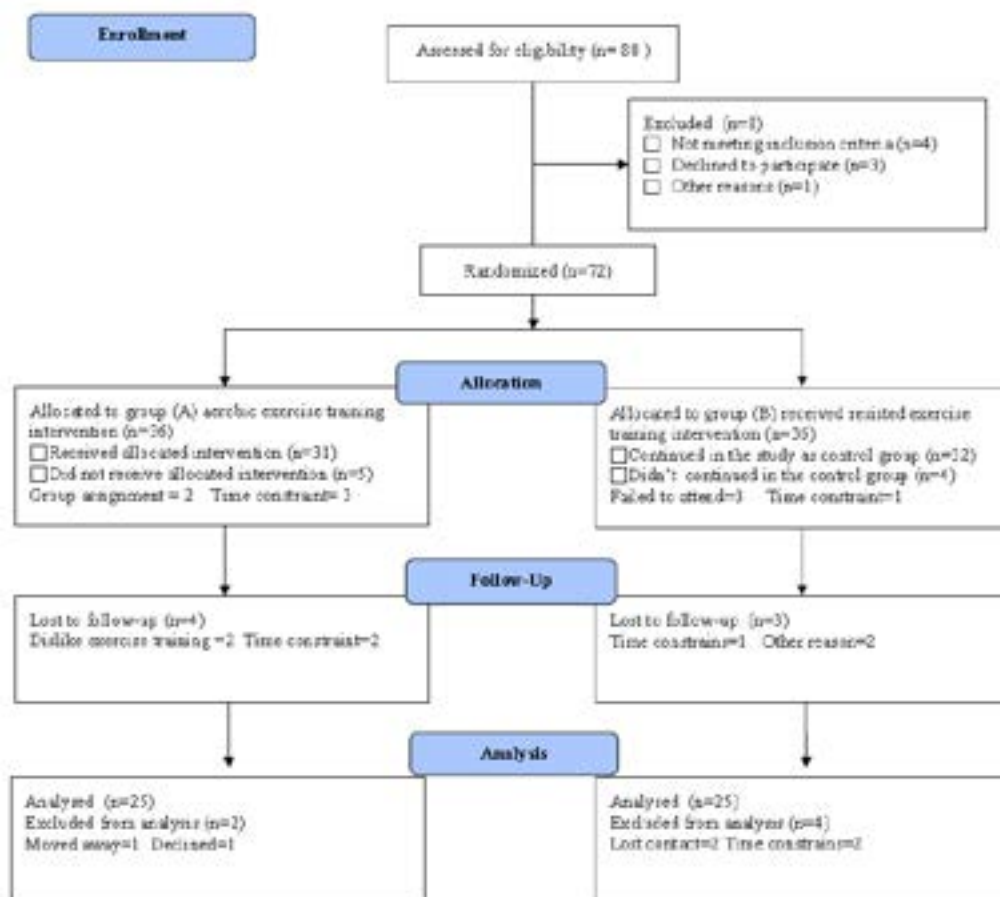 Enrollment
Assessed for eligibility (n= 80 )
Excluded (n=8)
☐ Not meeting inclusion criteria (n=4)
☐ Declined to participate (n=3)
☐ Other reasons (n=1)
Randomized (n=72)
Allocation
Allocated to group (A) aerobic exercise training
intervention (n=36)
☐Received allocated intervention (n=31)
☐Did not receive allocated intervention (n=5)
Group assignment = 2 Time constraint= 3
Allocated to group (B) received resisted exercise
training intervention (n=36)
☐Continued in the study as control group (n=32)
☐Didn't continued in the control group (n=4)
Failed to attend=3 Time constraint=1
Follow-Up
Lost to follow-up (n=4)
Dislike exercise training =2 Time constraint=2
Lost to follow-up (n=3)
Time constrains=1 Other reason=2
Analysis
Analysed (n=25)
Excluded from analysis (n=2)
Moved away=1 Declined=1
Analysed (n=25)
Excluded from analysis (n=4)
Lost contact=2 Time constrains=2